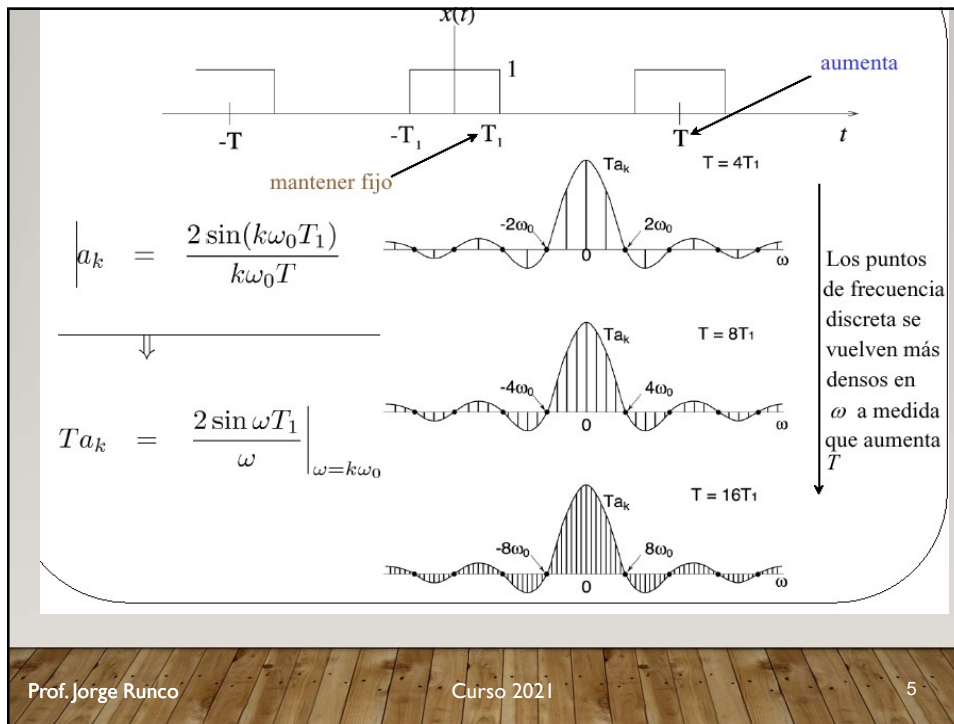 x(t)
1
aumenta
-T
-T₁
T₁
T
t
mantener fijo
Ta_k
T = 4T₁
-2ω₀
2ω₀
0
ω
a_k = 2 sin(kω₀T₁) / kω₀T
⇓
Ta_k = 2 sin ωT₁ / ω |ω=kω₀
Ta_k
T = 8T₁
-4ω₀
4ω₀
0
ω
Ta_k
T = 16T₁
-8ω₀
8ω₀
0
ω
Los puntos
de frecuencia
discreta se
vuelven más
densos en
ω a medida
que aumenta
T
Prof. Jorge Runco
Curso 2021
5